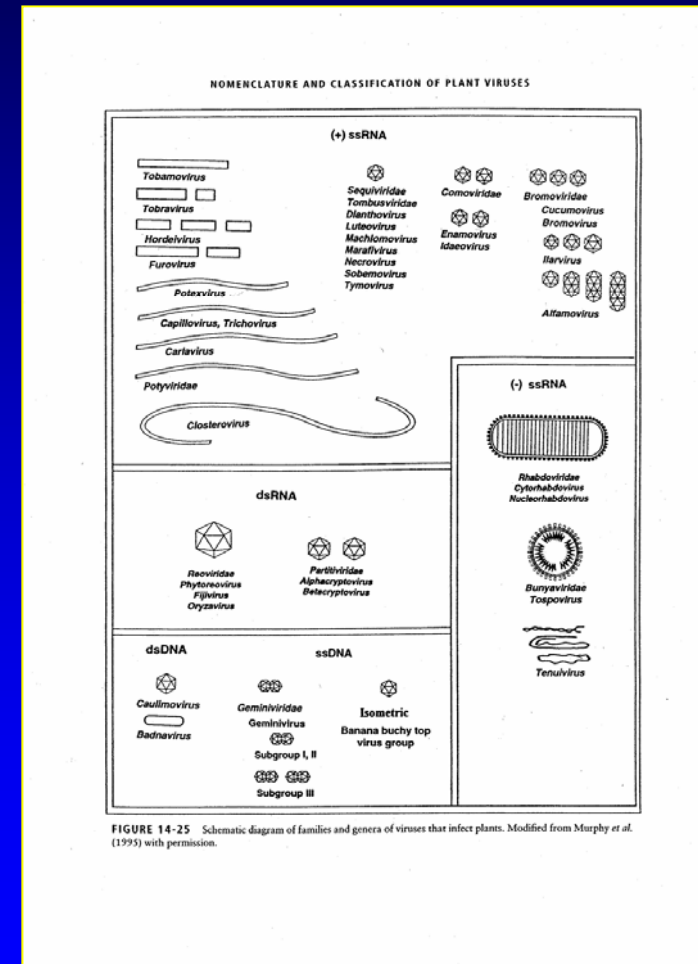 NOMENCLATURE AND CLASSIFICATION OF PLANT VIRUSES
(+) ssRNA
Tobamovirus
Tobravirus
Hordeivirus
Furovirus
Potexvirus
Capillovirus, Trichovirus
Carlavirus
Potyviridae
Closterovirus
Sequiviridae
Tombusviridae
Dianthovirus
Luteovirus
Machlomovirus
Marafivirus
Necrovirus
Sobemovirus
Tymovirus
Comoviridae
Enamovirus
Idaeovirus
Bromoviridae
Cucumovirus
Bromovirus
Ilarvirus
Alfamovirus
(-) ssRNA
Rhabdoviridae
Cytorhabdovirus
Nucleorhabdovirus
Bunyaviridae
Tospovirus
Tenuivirus
dsRNA
Reoviridae
Phytoreovirus
Fijivirus
Oryzavirus
Partitiviridae
Alphacryptovirus
Betacryptovirus
dsDNA
Caulimovirus
Badnavirus
ssDNA
Geminiviridae
Geminivirus
Subgroup I, II
Subgroup III
Isometric
Banana buchy top
virus group
FIGURE 14-25 Schematic diagram of families and genera of viruses that infect plants. Modified from Murphy et al.
(1995) with permission.